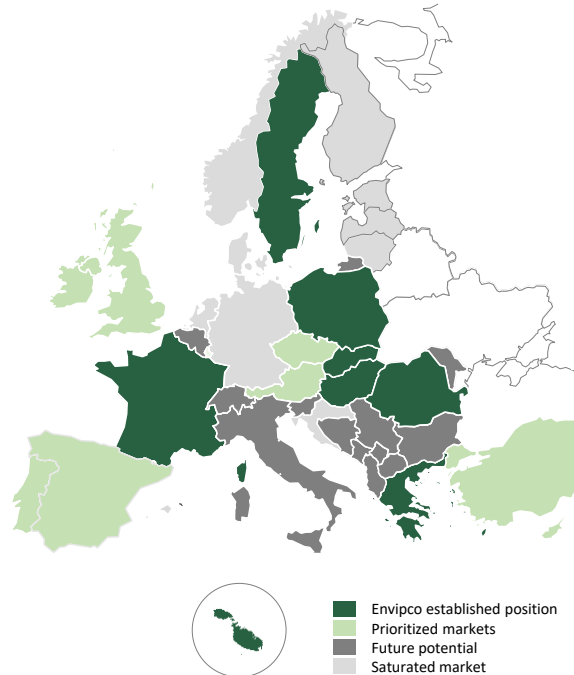 Envipco established position
Prioritized markets
Future potential
Saturated market